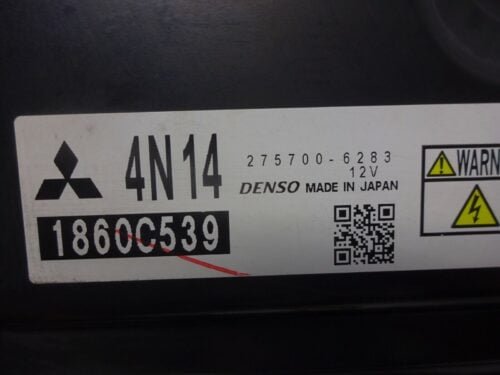 4N14
275700-6283
12V
DENSO MADE IN JAPAN
1860C539
WARN